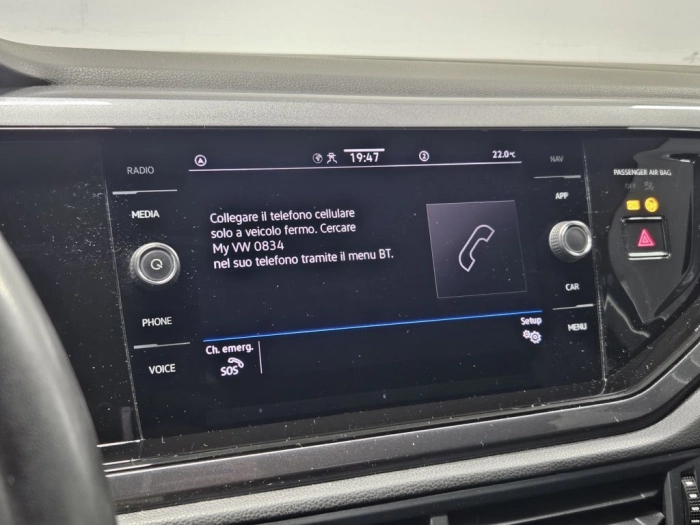 RADIO
MEDIA
PHONE
VOICE
19:47
2
22.0°C
Collegare il telefono cellulare
solo a veicolo fermo. Cercare
My VW 0834
nel suo telefono tramite il menu BT.
Ch. emerg.
SOS
Setup
NAV
APP
CAR
MENU
PASSENGER AIR BAG